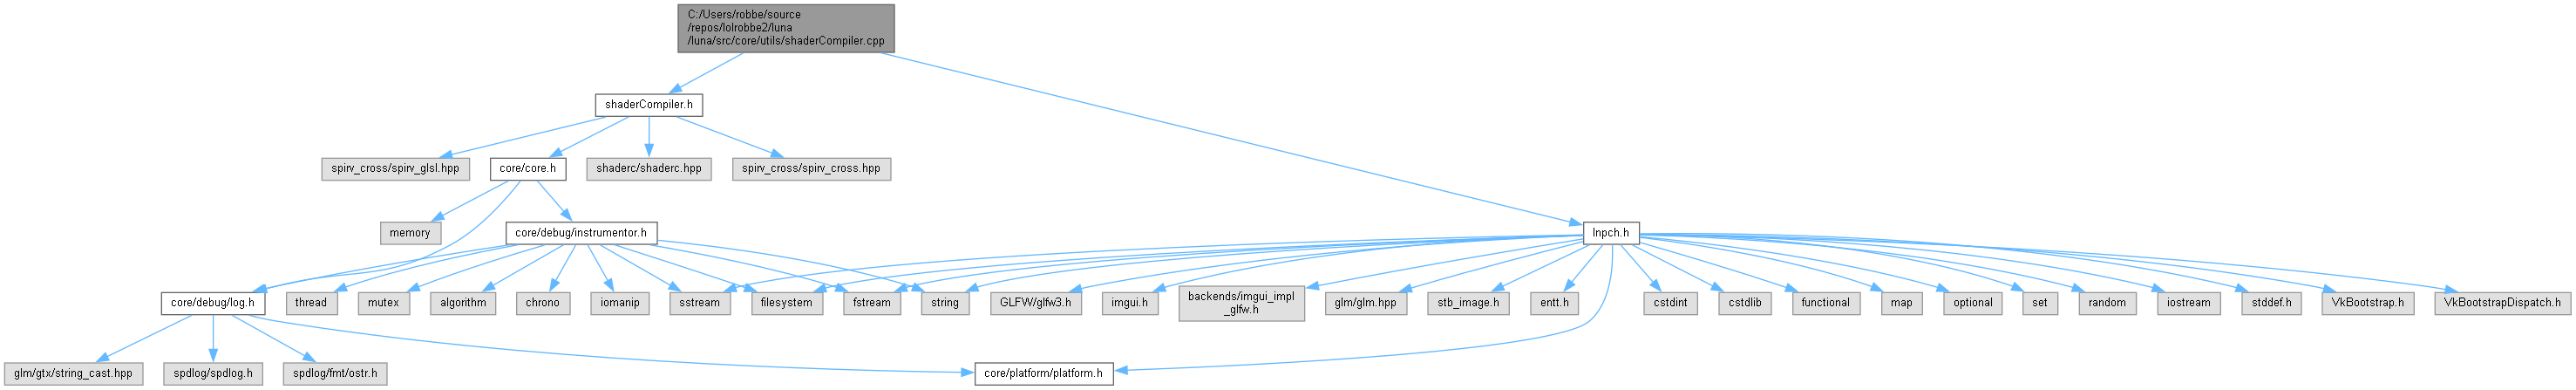 C:/Users/robbe/source
/repos/lolrobbe2/luna
/luna/src/core/utils/shaderCompiler.cpp
shaderCompiler.h
spirv_cross/spirv_glsl.hpp
core/core.h
shaderc/shaderc.hpp
spirv_cross/spirv_cross.hpp
memory
core/debug/instrumentor.h
lnpch.h
core/debug/log.h
thread
mutex
algorithm
chrono
iomanip
sstream
filesystem
fstream
string
GLFW/glfw3.h
imgui.h
backends/imgui_impl
_glfw.h
glm/glm.hpp
stb_image.h
entt.h
cstdint
cstdlib
functional
map
optional
set
random
iostream
stddef.h
VkBootstrap.h
VkBootstrapDispatch.h
glm/gtx/string_cast.hpp
spdlog/spdlog.h
spdlog/fmt/ostr.h
core/platform/platform.h